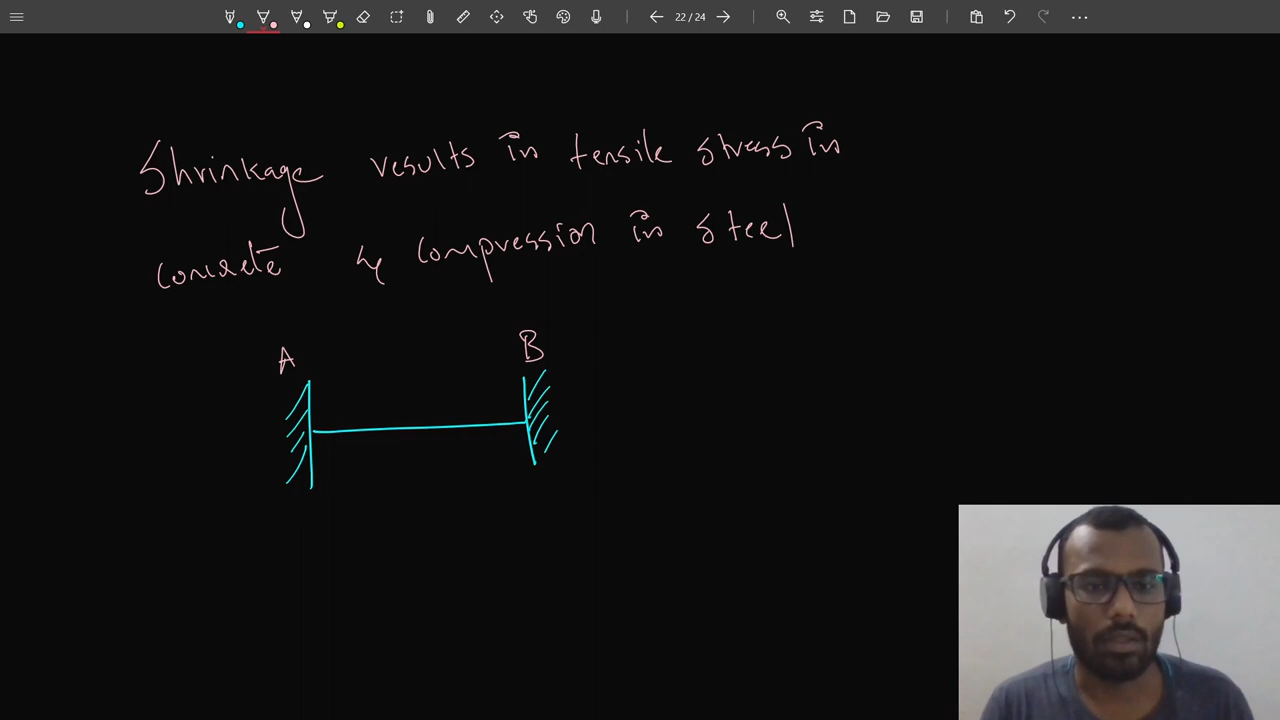 22/24
Shrinkage results in tensile stress in
concrete & compression in steel
A B